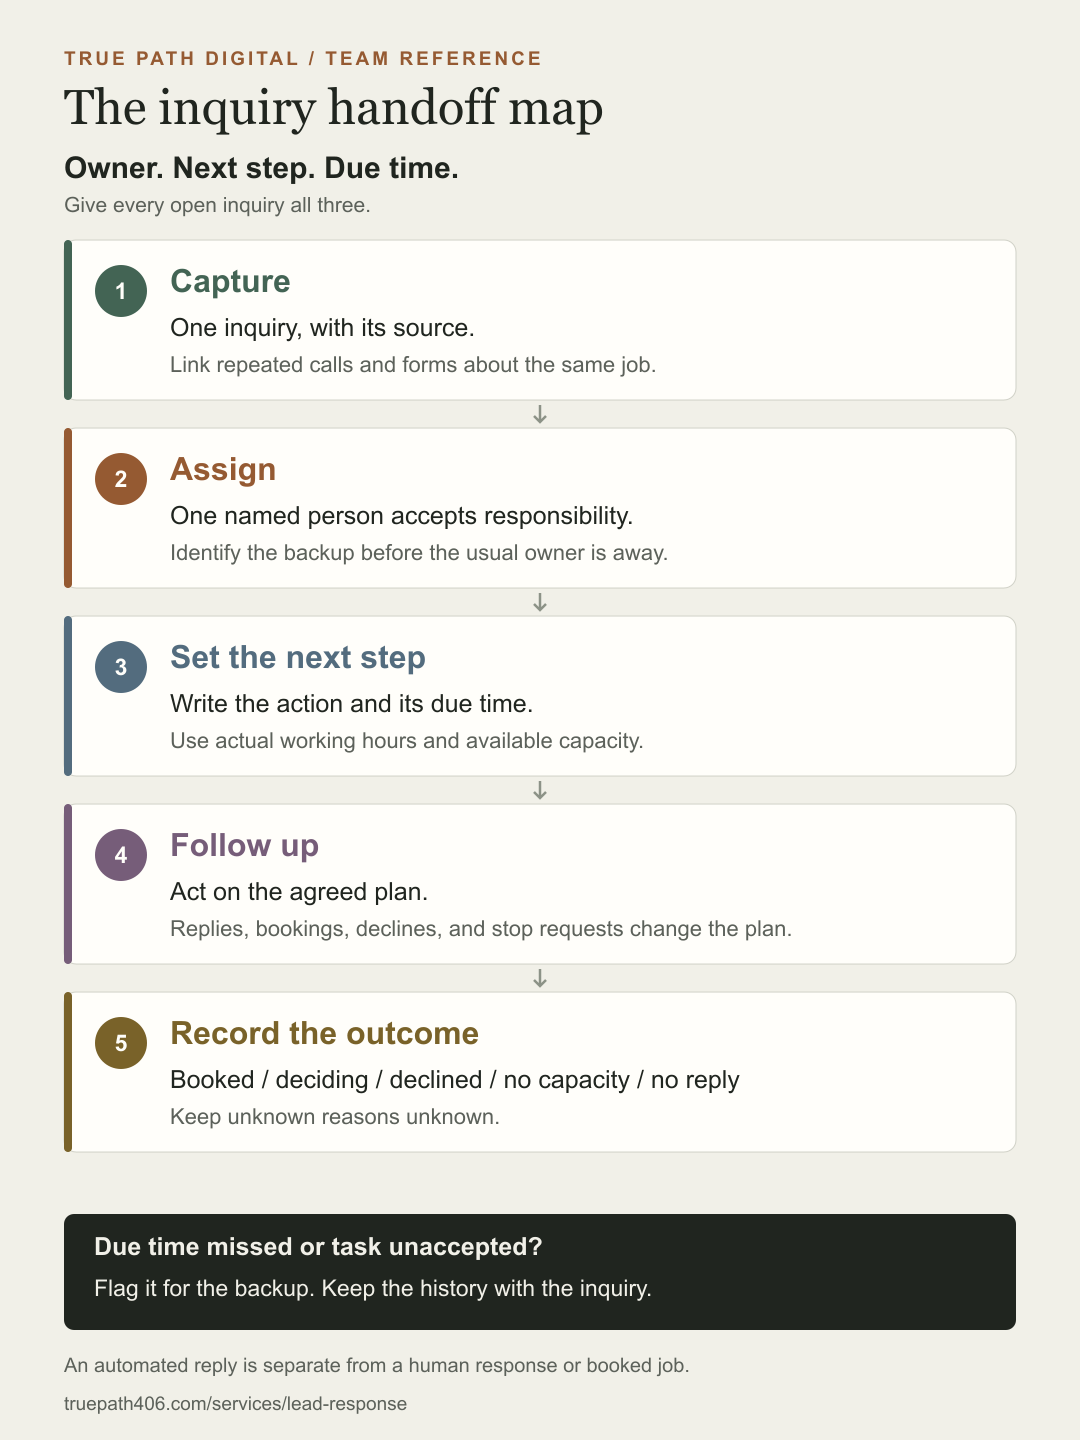 TRUE PATH DIGITAL / TEAM REFERENCE
The inquiry handoff map
Owner. Next step. Due time.
Give every open inquiry all three.
1
Capture
One inquiry, with its source.
Link repeated calls and forms about the same job.
2
Assign
One named person accepts responsibility.
Identify the backup before the usual owner is away.
3
Set the next step
Write the action and its due time.
Use actual working hours and available capacity.
4
Follow up
Act on the agreed plan.
Replies, bookings, declines, and stop requests change the plan.
5
Record the outcome
Booked / deciding / declined / no capacity / no reply
Keep unknown reasons unknown.
Due time missed or task unaccepted?
Flag it for the backup. Keep the history with the inquiry.
An automated reply is separate from a human response or booked job.
truepath406.com/services/lead-response